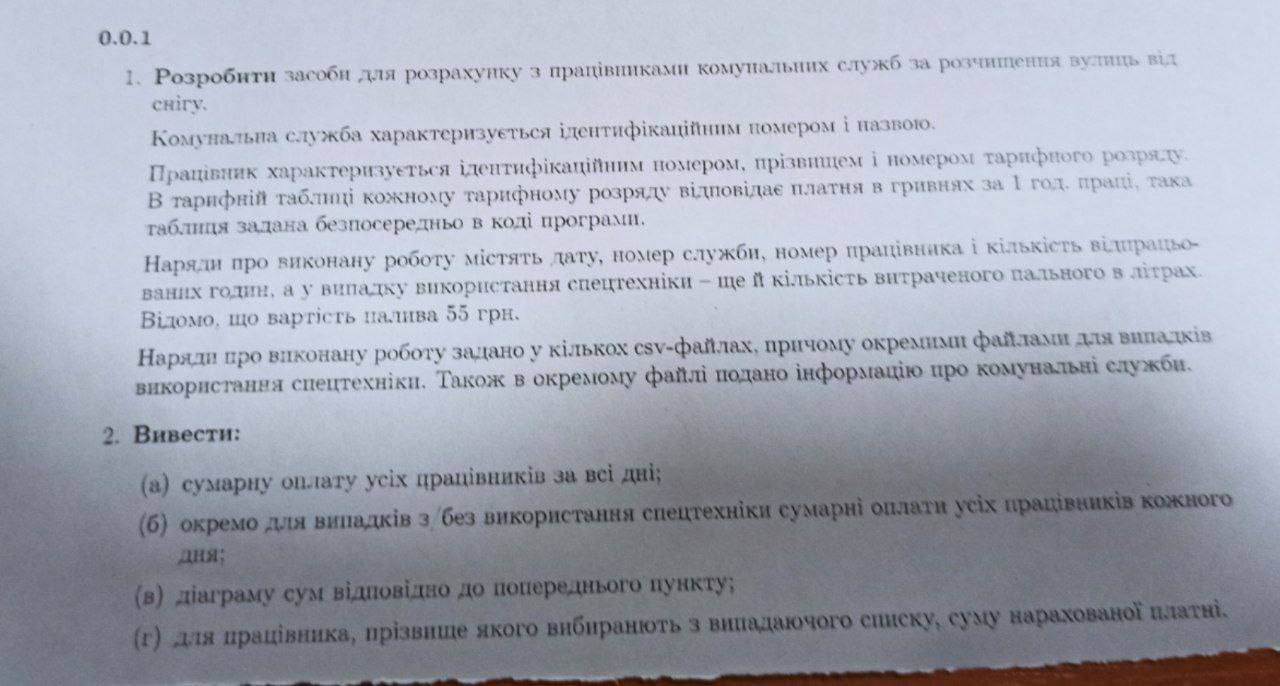 0.0.1
1. Розробити засоби для розрахунку з працівниками комунальних служб за розчищення вулиць від
снігу.
Комунальна служба характеризується ідентифікаційним номером і назвою.
Працівник характеризується ідентифікаційним номером, прізвищем і номером тарифного розряду.
В тарифній таблиці кожному тарифному розряду відповідає платня в гривнях за 1 год. праці, така
таблиця задана безпосередньо в коді програми.
Наряди про виконану роботу містять дату, номер служби, номер працівника і кількість відпрацьо-
ваних годин, а у випадку використання спецтехніки – ще й кількість витраченого пального в літрах.
Відомо, що вартість палива 55 грн.
Наряди про виконану роботу задано у кількох csv-файлах, причому окремими файлами для випадків
використання спецтехніки. Також в окремому файлі подано інформацію про комунальні служби.
2. Вивести:
(а) сумарну оплату усіх працівників за всі дні;
(б) окремо для випадків з/без використання спецтехніки сумарні оплати усіх працівників кожного
дня;
(в) діаграму сум відповідно до попереднього пункту;
(г) для працівника, прізвище якого вибирають з випадаючого списку, суму нарахованої платні.